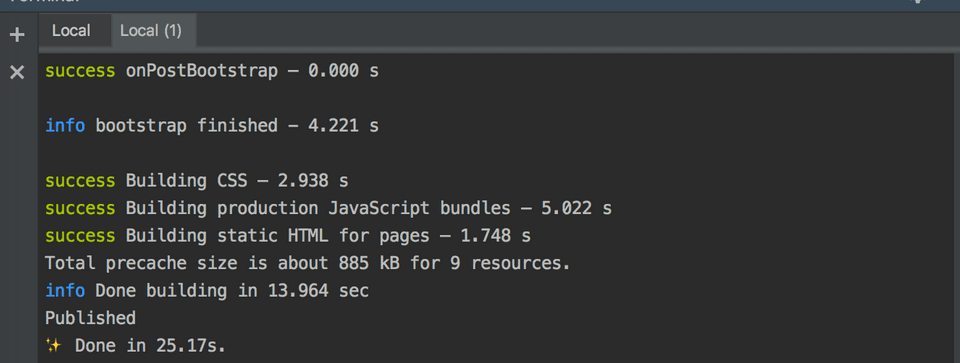 Local Local (1)
success onPostBootstrap — 0.000 s
info bootstrap finished — 4.221 s
success Building CSS — 2.938 s
success Building production JavaScript bundles — 5.022 s
success Building static HTML for pages — 1.748 s
Total precache size is about 885 kB for 9 resources.
info Done building in 13.964 sec
Published
✨ Done in 25.17s.